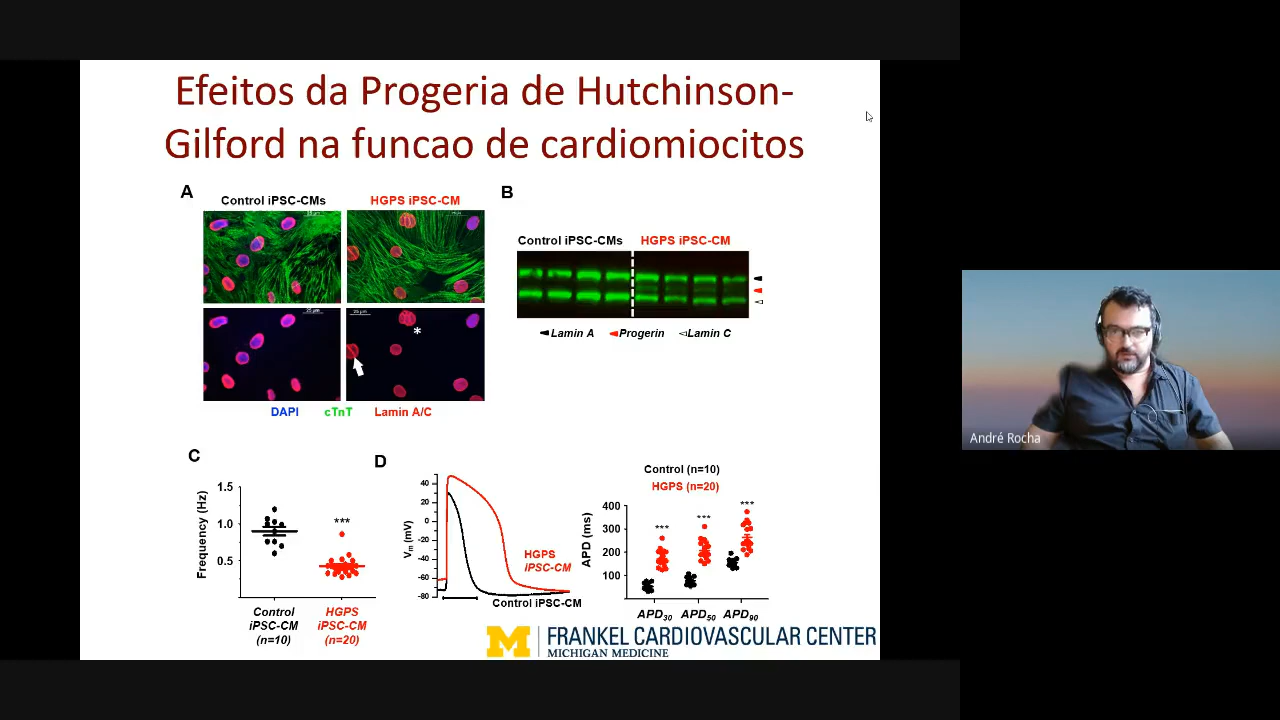 Efeitos da Progeria de Hutchinson-
Gilford na funcao de cardiomiocitos
A
Control iPSC-CMs
HGPS iPSC-CM
B
Control iPSC-CMs
HGPS iPSC-CM
*
Lamin A
Progerin
Lamin C
DAPI
cTnT
Lamin A/C
C
Frequency (Hz)
1.5
1.0
0.5
***
Control
iPSC-CM
(n=10)
HGPS
iPSC-CM
(n=20)
D
Vm (mV)
40
20
0
-20
-40
-60
-80
HGPS
iPSC-CM
Control iPSC-CM
Control (n=10)
HGPS (n=20)
APD (ms)
400
300
200
100
***
***
***
APD30
APD50
APD90
M
FRANKEL CARDIOVASCULAR CENTER
MICHIGAN MEDICINE
André Rocha